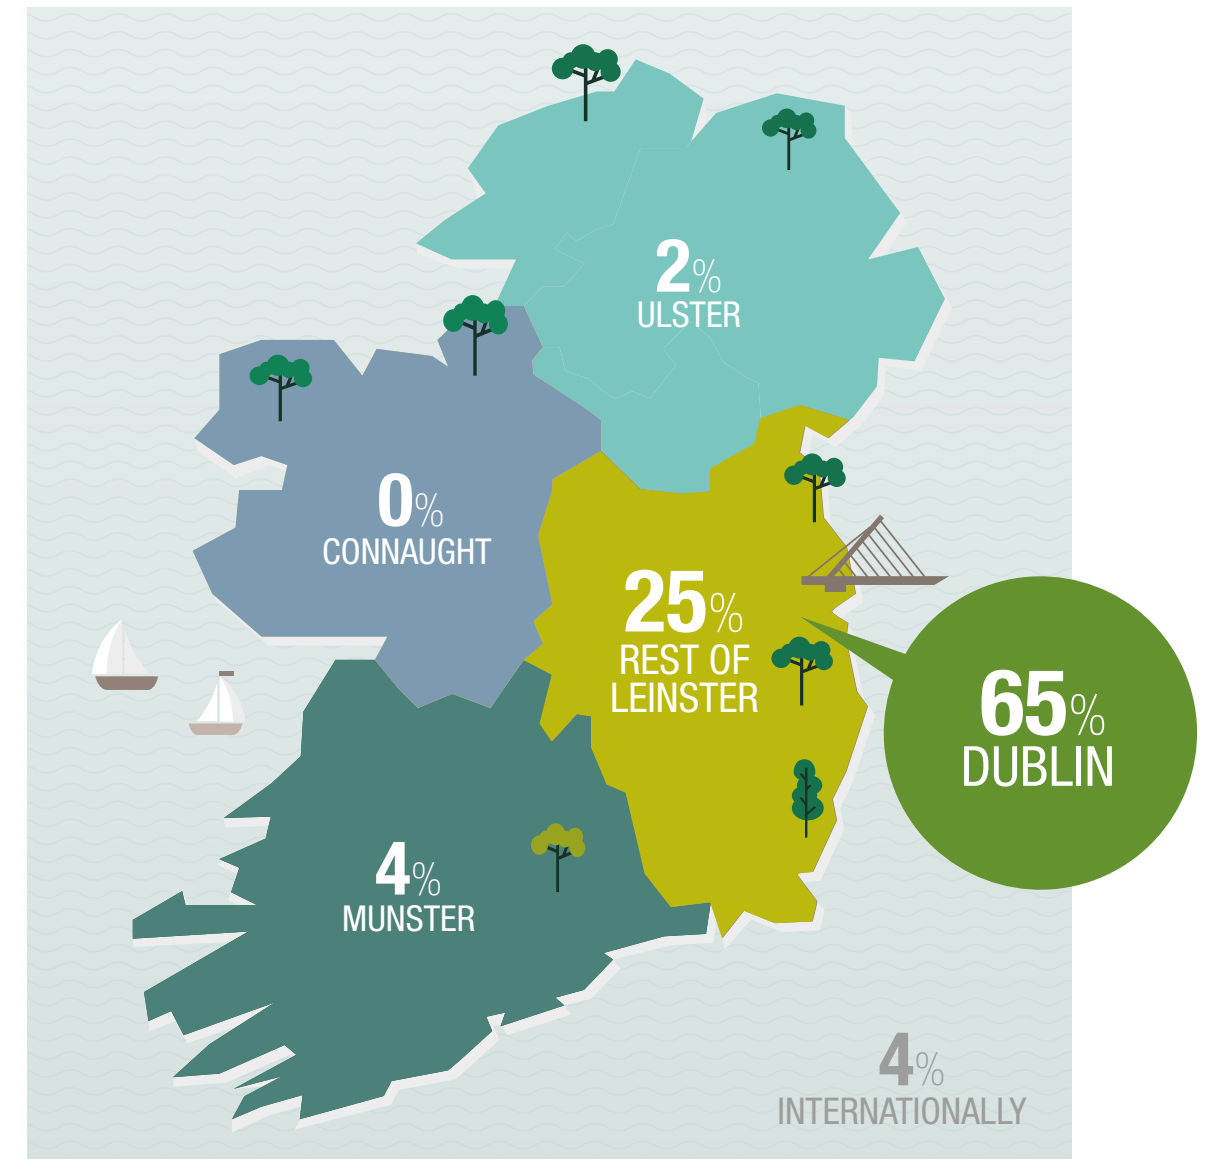 2%
ULSTER
0%
CONNAUGHT
25%
REST OF
LEINSTER
65%
DUBLIN
4%
MUNSTER
4%
INTERNATIONALLY